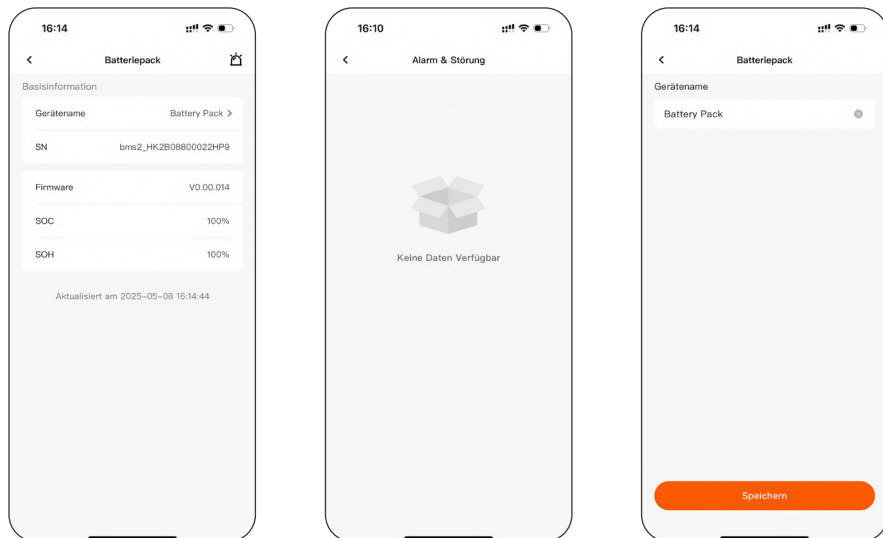 16:14
Batteriepack
Basisinformation
Gerätename Battery Pack
SN bms2_HK2B08800022HP9
Firmware V0.00.014
SOC 100%
SOH 100%
Aktualisiert am 2025-05-08 16:14:44
16:10
Alarm & Störung
Keine Daten Verfügbar
16:14
Batteriepack
Gerätename
Battery Pack
Speichern